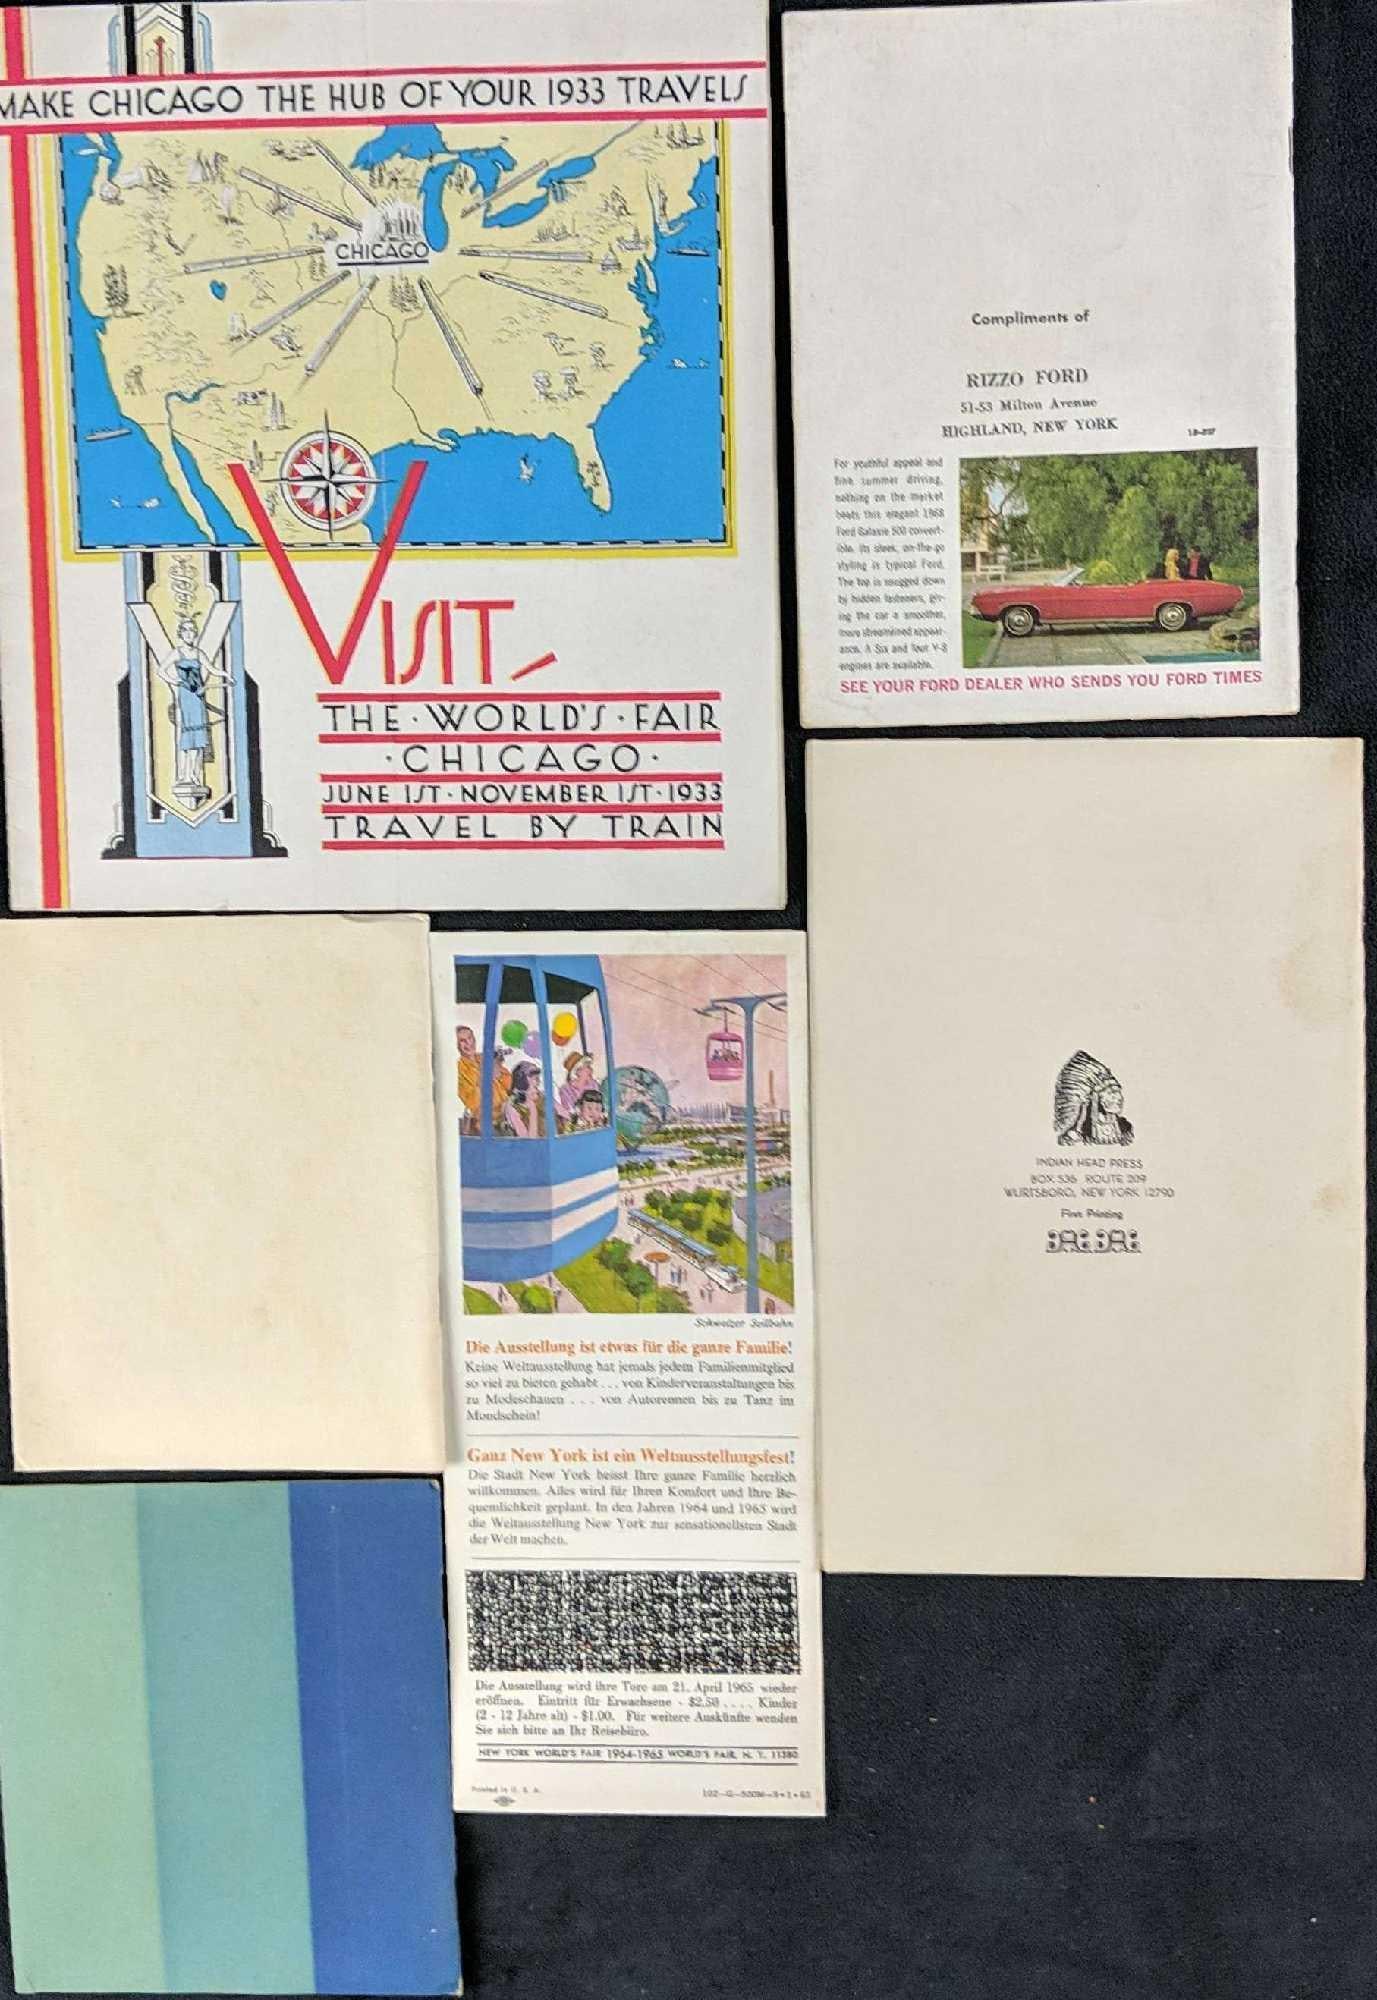 MAKE CHICAGO THE HUB OF YOUR 1933 TRAVELS
CHICAGO
VISIT
THE · WORLD'S · FAIR
· CHICAGO ·
JUNE 1ST · NOVEMBER 1ST · 1933
TRAVEL BY TRAIN
Compliments of
RIZZO FORD
51-53 Milton Avenue
HIGHLAND, NEW YORK
For youthful appeal and
fine summer driving,
nothing on the market
beats this elegant 1968
Ford Galaxie 500 convert-
ible. Its sleek, on-the-go
styling is typical Ford.
The top is snugged down
by hidden fasteners, giv-
ing the car a smoother,
more streamlined appear-
ance. A Six and four V-8
engines are available.
SEE YOUR FORD DEALER WHO SENDS YOU FORD TIMES
INDIAN HEAD PRESS
BOX 536 ROUTE 209
WURTSBORO, NEW YORK 12790
First Printing
Schweizer Seilbahn
Die Ausstellung ist etwas für die ganze Familie!
Keine Weltausstellung hat jemals jedem Familienmitglied
so viel zu bieten gehabt . . . von Kinderveranstaltungen bis
zu Modeschauen . . . von Autorennen bis zu Tanz im
Mondschein!
Ganz New York ist ein Weltausstellungsfest!
Die Stadt New York heisst Ihre ganze Familie herzlich
willkommen. Alles wird für Ihren Komfort und Ihre Be-
quemlichkeit geplant. In den Jahren 1964 und 1965 wird
die Weltausstellung New York zur sensationellsten Stadt
der Welt machen.
Die Ausstellung wird ihre Tore am 21. April 1965 wieder
eröffnen. Eintritt für Erwachsene - $2.50 . . . . Kinder
(2 - 12 Jahre alt) - $1.00. Für weitere Auskünfte wenden
Sie sich bitte an Ihr Reisebüro.
NEW YORK WORLD'S FAIR 1964-1965 WORLD'S FAIR, N. Y. 11380
Printed in U. S. A.